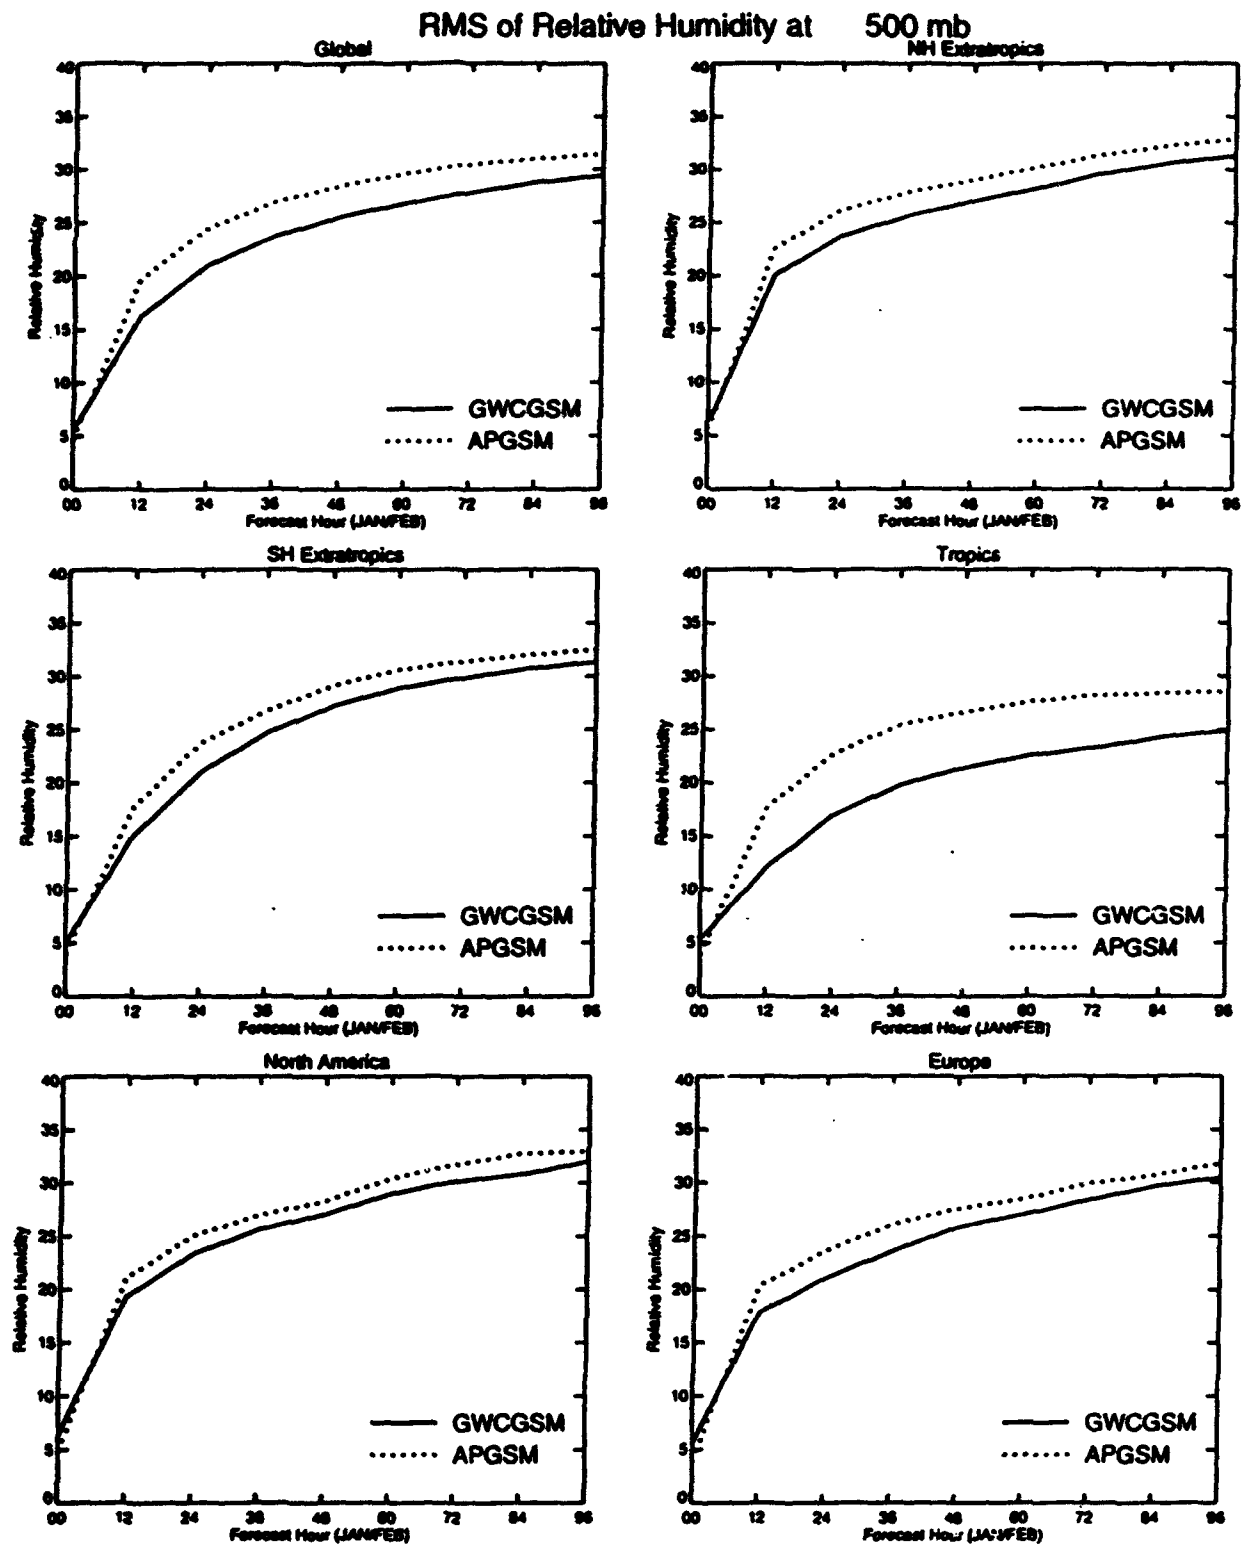 RMS of Relative Humidity at 500 mb
Global
40
35
30
25
20
15
10
5
0
Relative Humidity
GWCGSM
APGSM
00 12 24 36 48 60 72 84 96
Forecast Hour (JAN/FEB)
NH Extratropics
40
35
30
25
20
15
10
5
0
Relative Humidity
GWCGSM
APGSM
00 12 24 36 48 60 72 84 96
Forecast Hour (JAN/FEB)
SH Extratropics
40
35
30
25
20
15
10
5
0
Relative Humidity
GWCGSM
APGSM
00 12 24 36 48 60 72 84 96
Forecast Hour (JAN/FEB)
Tropics
40
35
30
25
20
15
10
5
0
Relative Humidity
GWCGSM
APGSM
00 12 24 36 48 60 72 84 96
Forecast Hour (JAN/FEB)
North America
40
35
30
25
20
15
10
5
0
Relative Humidity
GWCGSM
APGSM
00 12 24 36 48 60 72 84 96
Forecast Hour (JAN/FEB)
Europe
40
35
30
25
20
15
10
5
0
Relative Humidity
GWCGSM
APGSM
00 12 24 36 48 60 72 84 96
Forecast Hour (JAN/FEB)